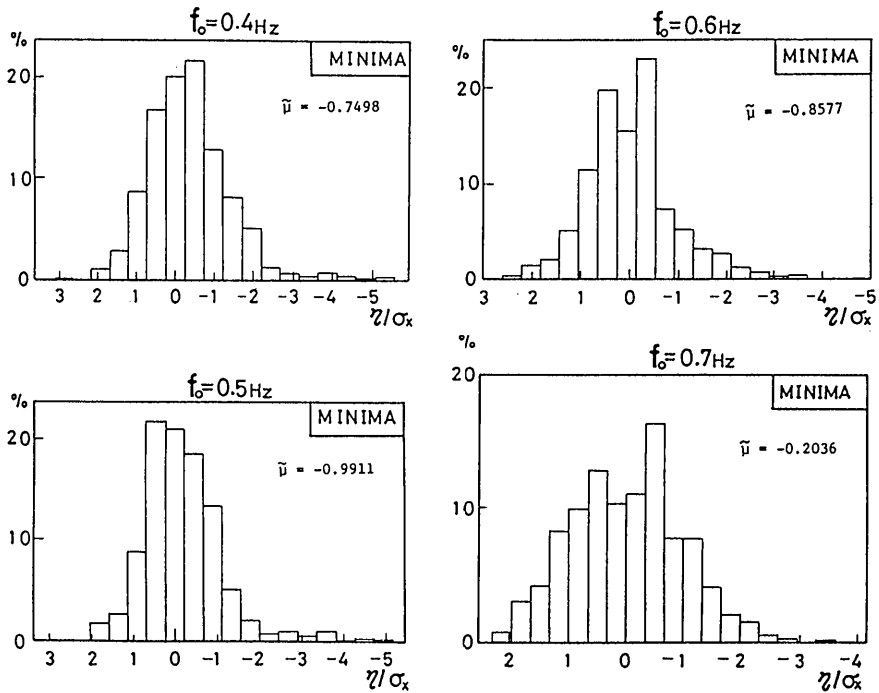 f₀=0.4Hz
%
MINIMA
20
μ̃ = -0.7498
10
0
3 2 1 0 -1 -2 -3 -4 -5
η/σₓ
f₀=0.6Hz
%
MINIMA
20
μ̃ = -0.8577
10
0
3 2 1 0 -1 -2 -3 -4 -5
η/σₓ
f₀=0.5Hz
%
MINIMA
20
μ̃ = -0.9911
10
0
3 2 1 0 -1 -2 -3 -4 -5
η/σₓ
%
f₀=0.7Hz
20
MINIMA
μ̃ = -0.2036
10
0
2 1 0 -1 -2 -3 -4
η/σₓ